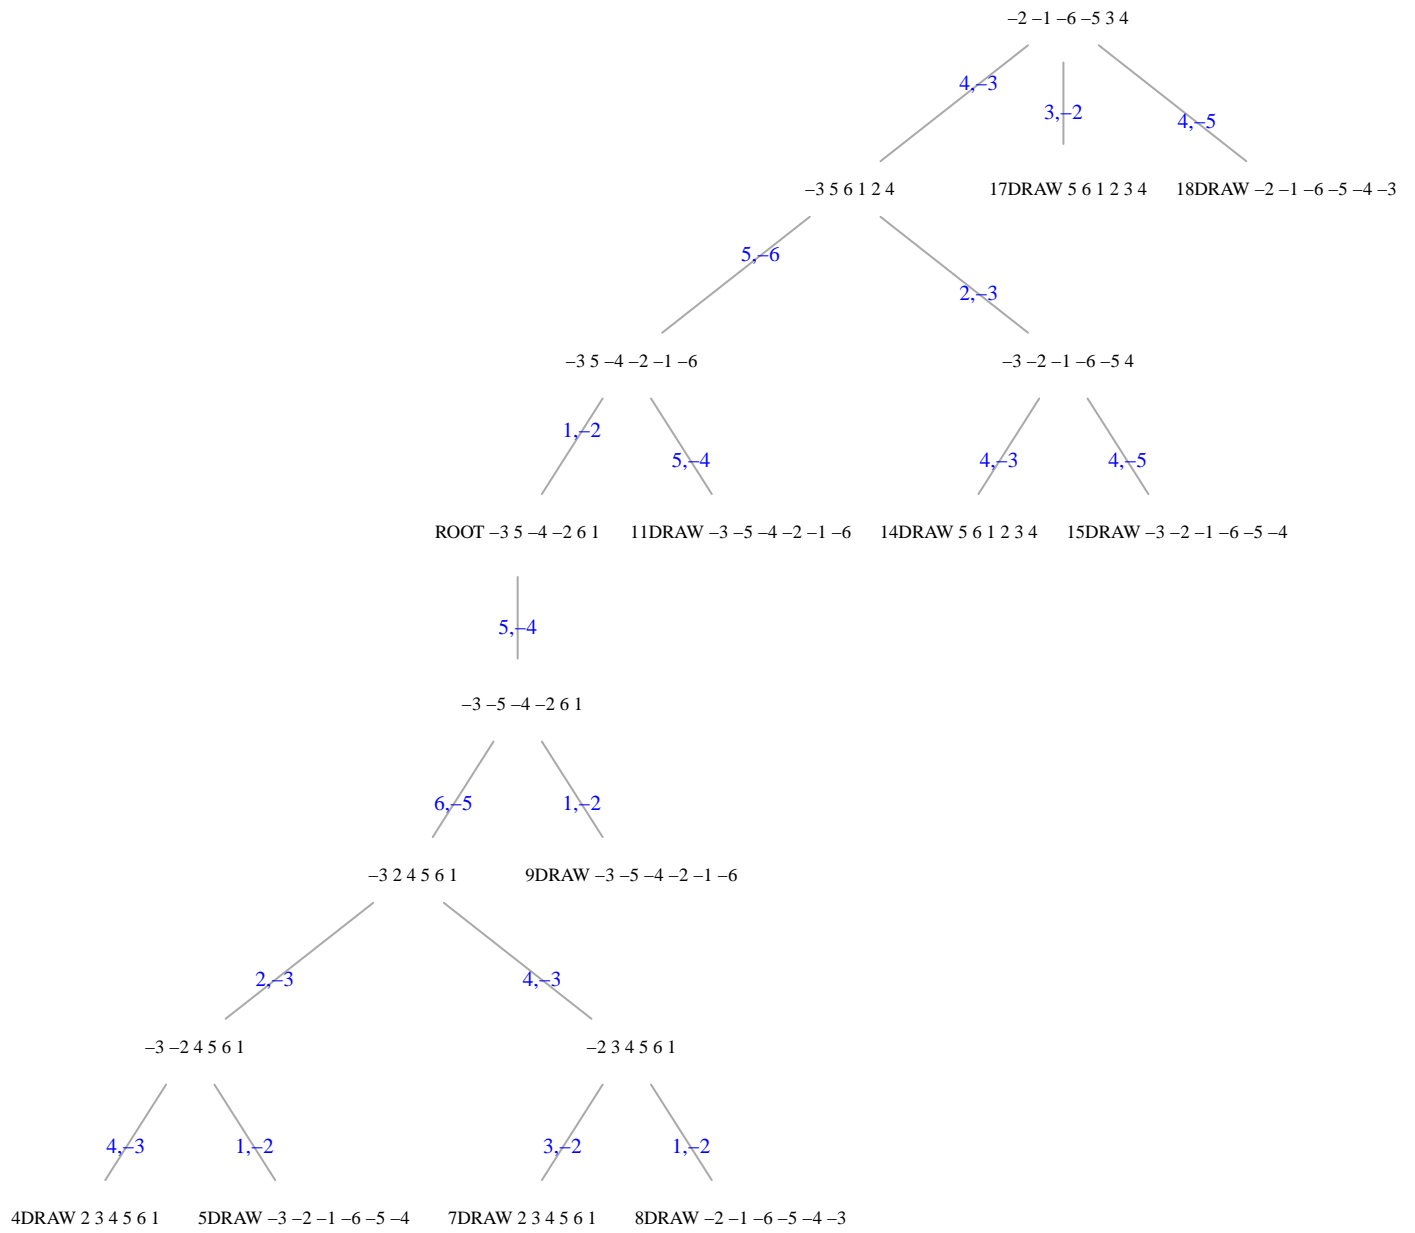 –2 –1 –6 –5 3 4
4,–3
3,–2
4,–5
–3 5 6 1 2 4
17DRAW 5 6 1 2 3 4
18DRAW –2 –1 –6 –5 –4 –3
5,–6
2,–3
–3 5 –4 –2 –1 –6
–3 –2 –1 –6 –5 4
1,–2
5,–4
4,–3
4,–5
ROOT –3 5 –4 –2 6 1
11DRAW –3 –5 –4 –2 –1 –6
14DRAW 5 6 1 2 3 4
15DRAW –3 –2 –1 –6 –5 –4
5,–4
–3 –5 –4 –2 6 1
6,–5
1,–2
–3 2 4 5 6 1
9DRAW –3 –5 –4 –2 –1 –6
2,–3
4,–3
–3 –2 4 5 6 1
–2 3 4 5 6 1
4,–3
1,–2
3,–2
1,–2
4DRAW 2 3 4 5 6 1
5DRAW –3 –2 –1 –6 –5 –4
7DRAW 2 3 4 5 6 1
8DRAW –2 –1 –6 –5 –4 –3